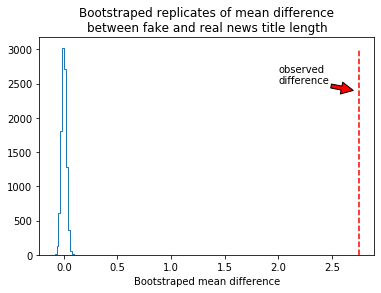 Bootstraped replicates of mean difference
between fake and real news title length
3000
2500
2000
1500
1000
500
0
observed
difference
0.0 0.5 1.0 1.5 2.0 2.5
Bootstraped mean difference